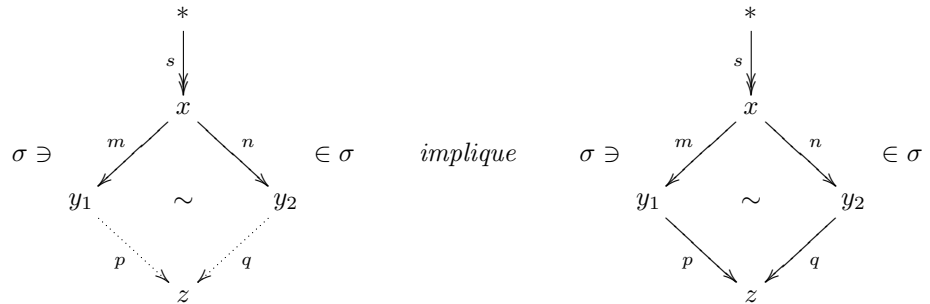 * *
s s
x x
m n m n
σ ∋ ∈ σ implique σ ∋ ∈ σ
y₁ ∼ y₂ y₁ ∼ y₂
p q p q
z z